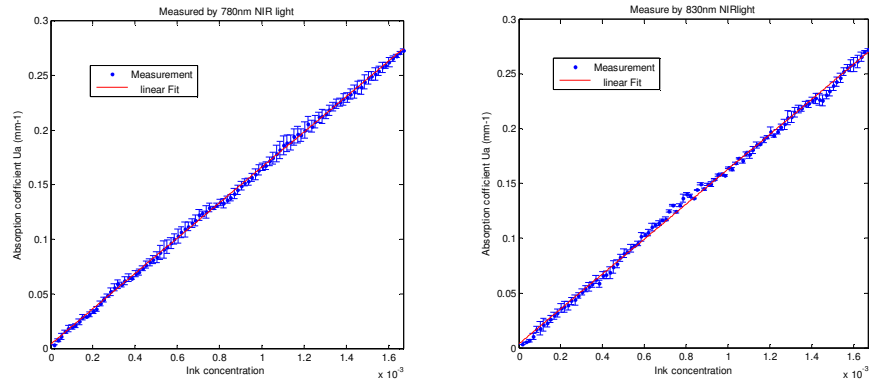 Measured by 780nm NIR light
0.3
0.25
0.2
0.15
0.1
0.05
0
Absorption coefficient Ua (mm-1)
Measurement
linear Fit
0 0.2 0.4 0.6 0.8 1 1.2 1.4 1.6
Ink concentration
x 10-3
Measure by 830nm NIRlight
0.3
0.25
0.2
0.15
0.1
0.05
0
Absorption cofficient Ua (mm-1)
Measurement
linear Fit
0 0.2 0.4 0.6 0.8 1 1.2 1.4 1.6
Ink concentration
x 10-3